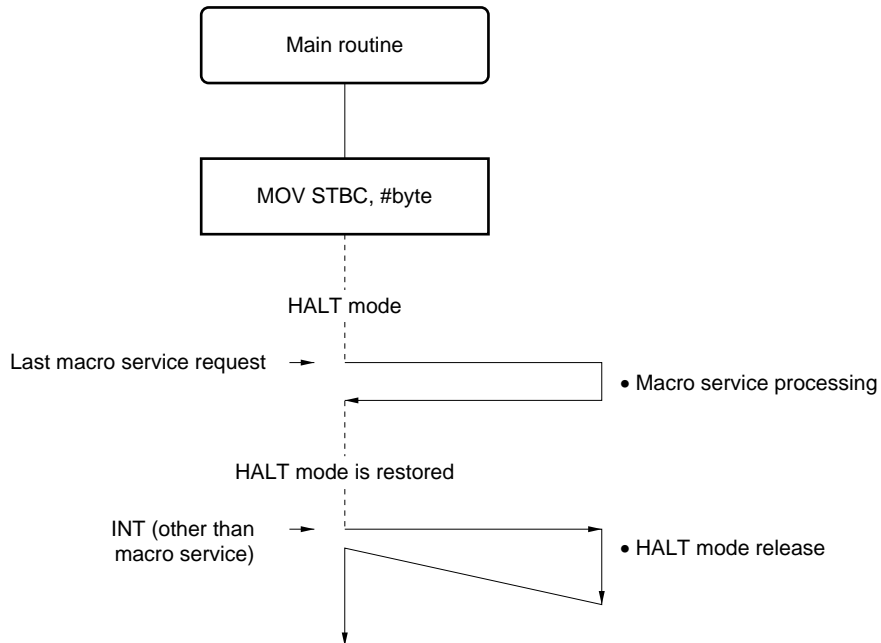 Main routine
MOV STBC, #byte
HALT mode
Last macro service request
• Macro service processing
HALT mode is restored
INT (other than
macro service)
• HALT mode release